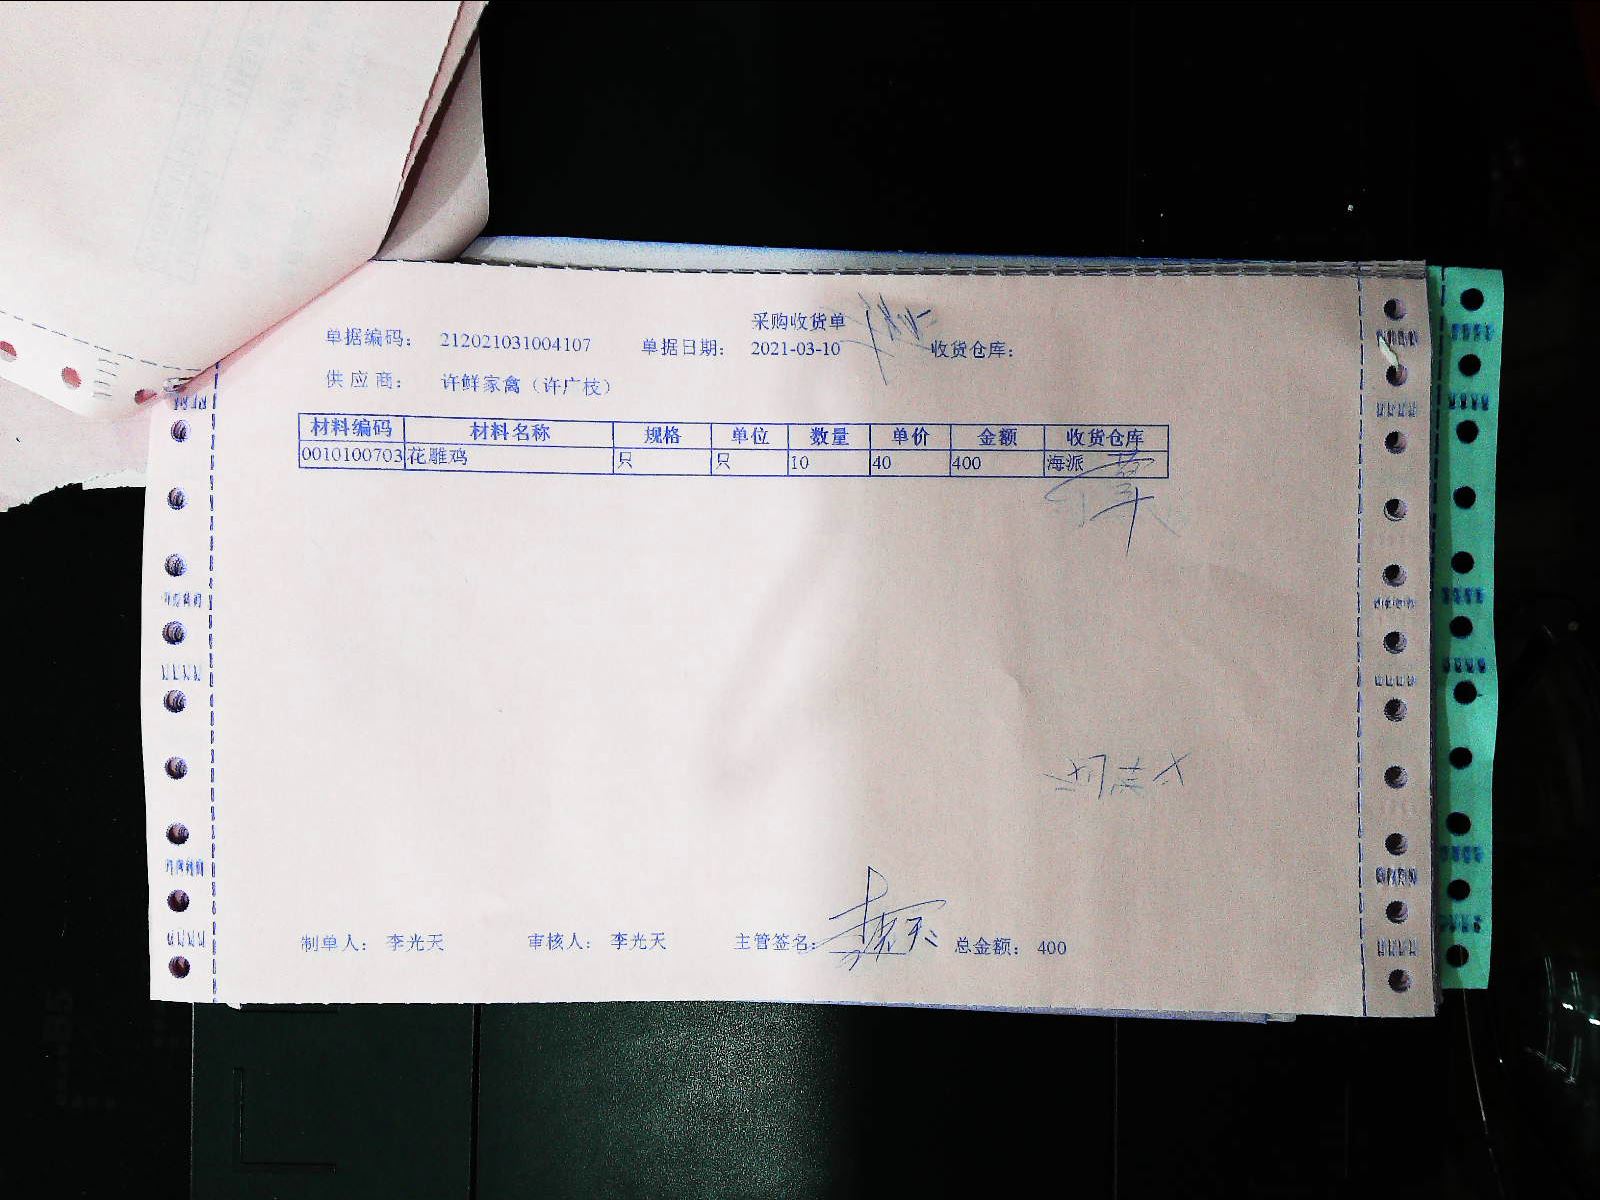 采购收货单
单据编码： 212021031004107 单据日期： 2021-03-10 收货仓库：
供应商： 许鲜家禽（许广枝）
材料编码 材料名称 规格 单位 数量 单价 金额 收货仓库
0010100703 花雕鸡 只 只 10 40 400 海派
制单人： 李光天 审核人： 李光天 主管签名： 总金额： 400